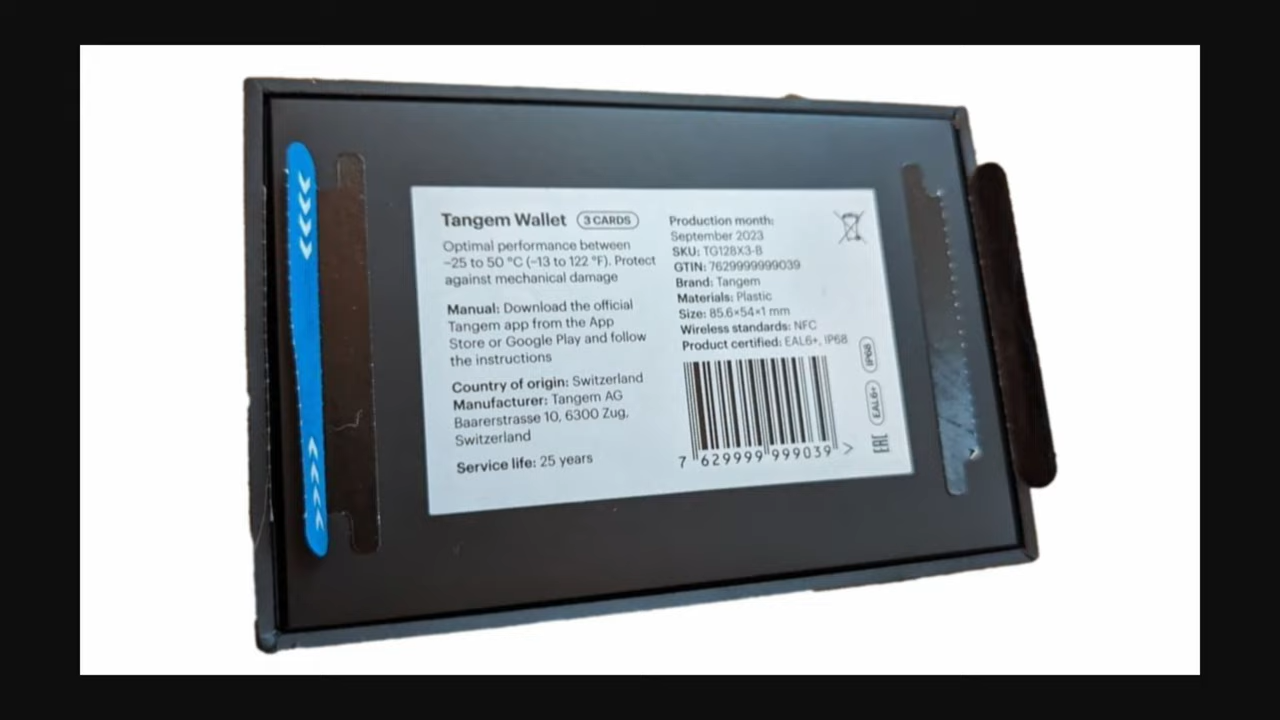 Tangem Wallet 3 CARDS
Optimal performance between
−25 to 50 °C (−13 to 122 °F). Protect
against mechanical damage
Manual: Download the official
Tangem app from the App
Store or Google Play and follow
the instructions
Country of origin: Switzerland
Manufacturer: Tangem AG
Baarerstrasse 10, 6300 Zug,
Switzerland
Service life: 25 years
Production month:
September 2023
SKU: TG128X3-B
GTIN: 7629999999039
Brand: Tangem
Materials: Plastic
Size: 85.6×54×1 mm
Wireless standards: NFC
Product certified: EAL6+, IP68
7 629999 999039 >
IP68
EAL6+
EAC